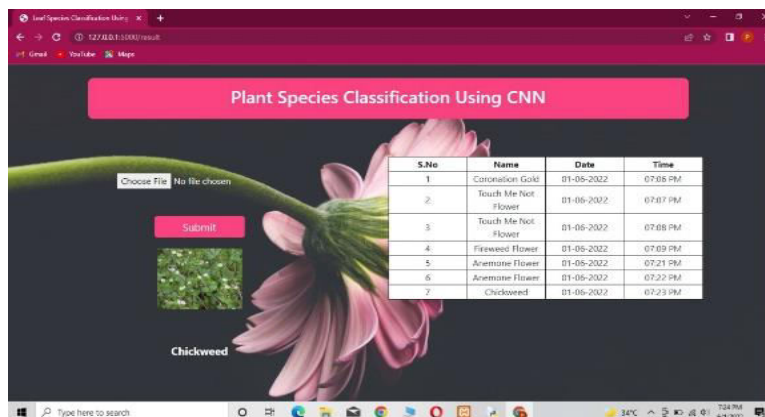 Leaf Species Classification Using
127.0.0.1:5000/result
Gmail
YouTube
Maps
Plant Species Classification Using CNN
Choose File No file chosen
Submit
Chickweed
S.No Name Date Time
1 Coronation Gold 01-06-2022 07:06 PM
2 Touch Me Not Flower 01-06-2022 07:07 PM
3 Touch Me Not Flower 01-06-2022 07:08 PM
4 Fireweed Flower 01-06-2022 07:09 PM
5 Anemone Flower 01-06-2022 07:21 PM
6 Anemone Flower 01-06-2022 07:22 PM
7 Chickweed 01-06-2022 07:23 PM
Type here to search
34°C
7:24 PM